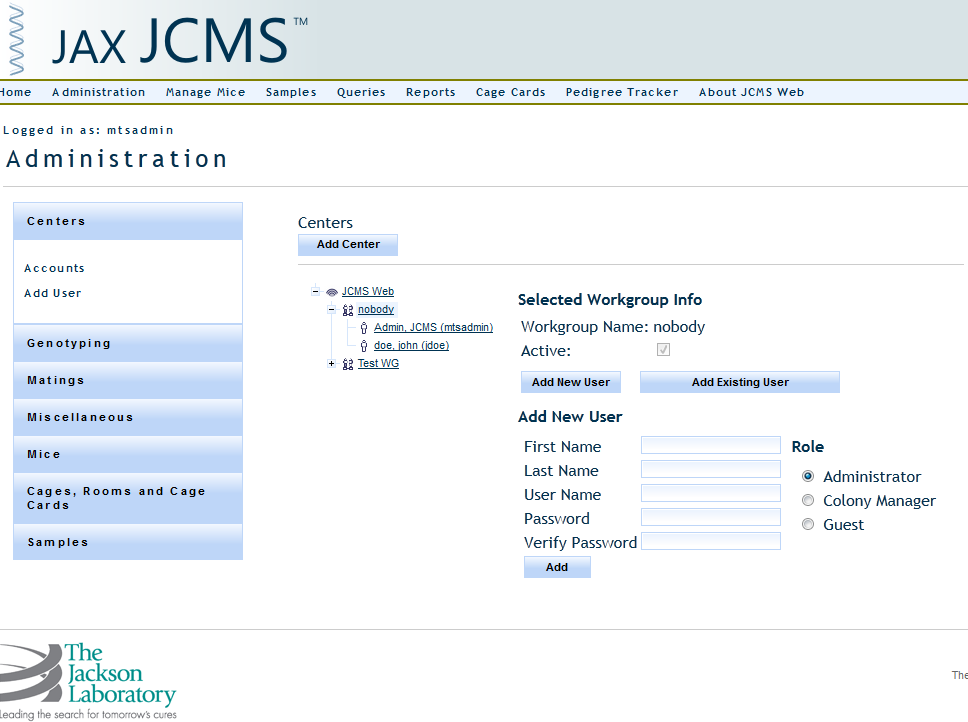 JAX JCMS™
Home Administration Manage Mice Samples Queries Reports Cage Cards Pedigree Tracker About JCMS Web
Logged in as: mtsadmin
Administration
Centers
Accounts
Add User
Genotyping
Matings
Miscellaneous
Mice
Cages, Rooms and Cage
Cards
Samples
Centers
Add Center
JCMS Web
nobody
Admin, JCMS (mtsadmin)
doe, john (jdoe)
Test WG
Selected Workgroup Info
Workgroup Name: nobody
Active:
Add New User Add Existing User
Add New User
First Name
Last Name
User Name
Password
Verify Password
Add
Role
Administrator
Colony Manager
Guest
The
Jackson
Laboratory
Leading the search for tomorrow's cures
The